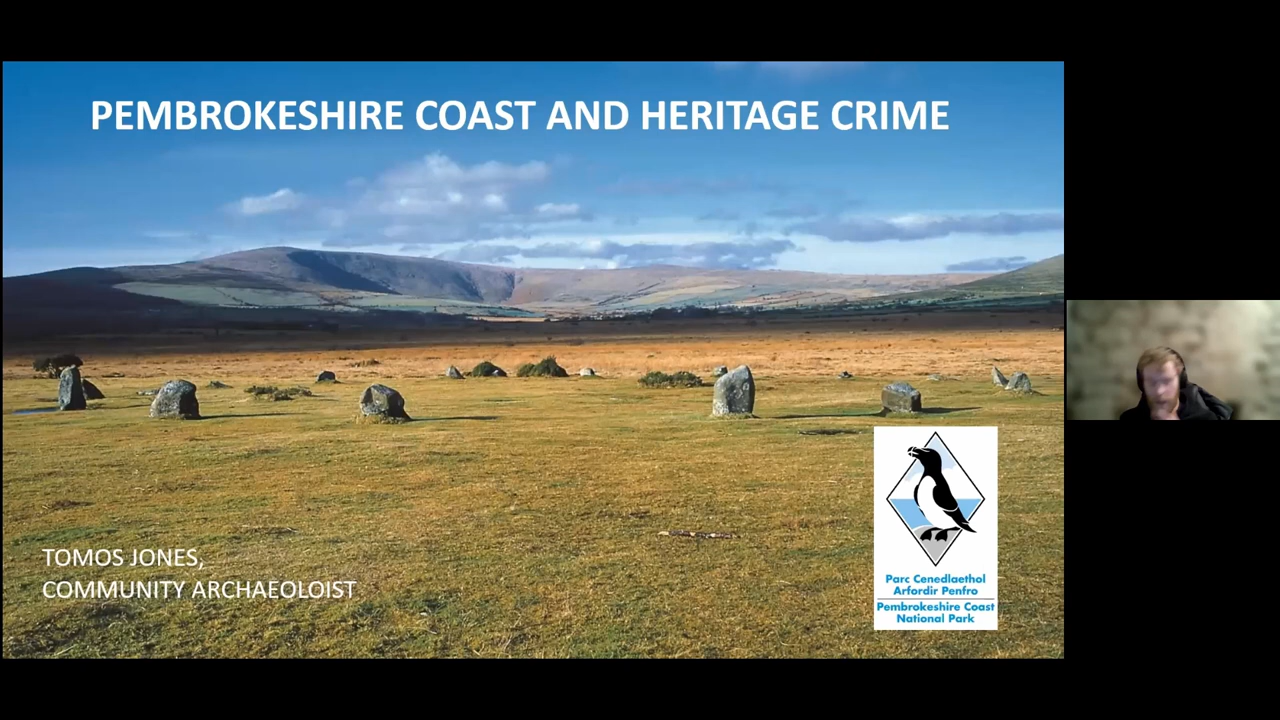 PEMBROKESHIRE COAST AND HERITAGE CRIME
TOMOS JONES,
COMMUNITY ARCHAEOLOIST
Parc Cenedlaethol
Arfordir Penfro
Pembrokeshire Coast
National Park